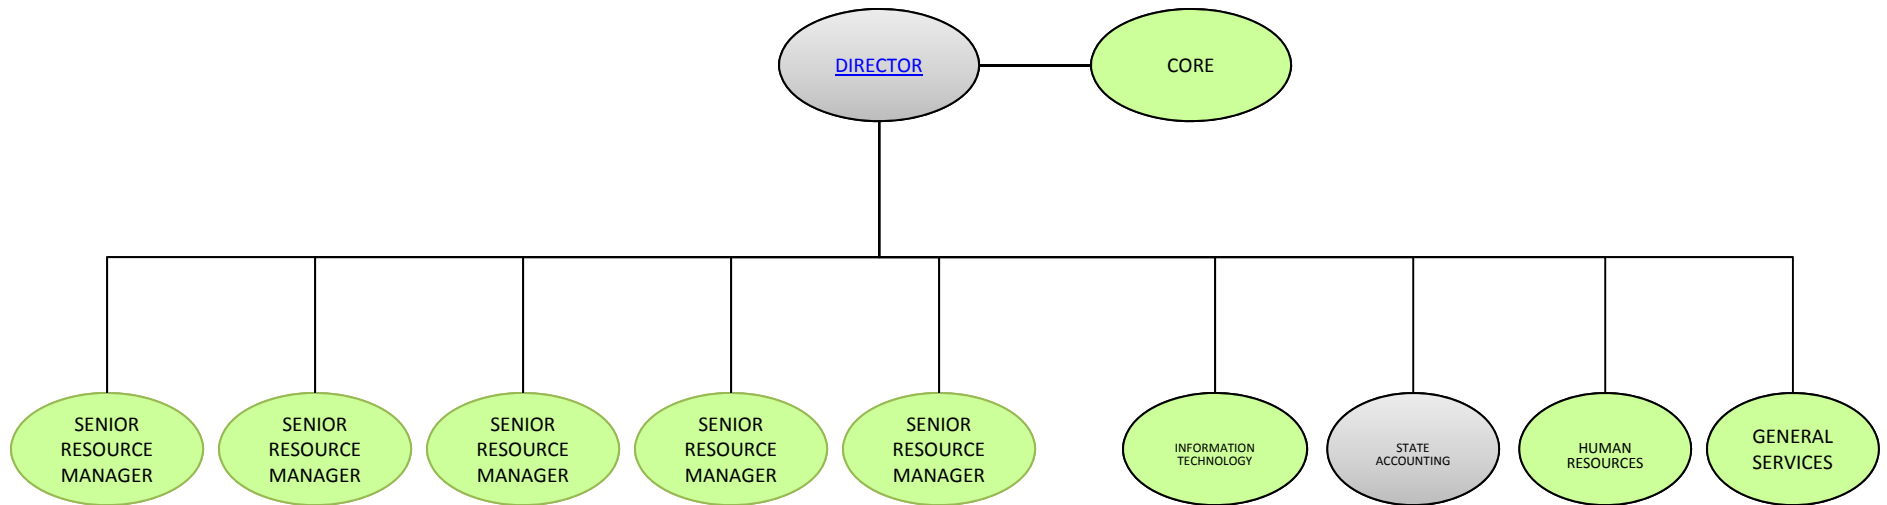 DIRECTOR
CORE
SENIOR
RESOURCE
MANAGER
SENIOR
RESOURCE
MANAGER
SENIOR
RESOURCE
MANAGER
SENIOR
RESOURCE
MANAGER
SENIOR
RESOURCE
MANAGER
INFORMATION
TECHNOLOGY
STATE
ACCOUNTING
HUMAN
RESOURCES
GENERAL
SERVICES